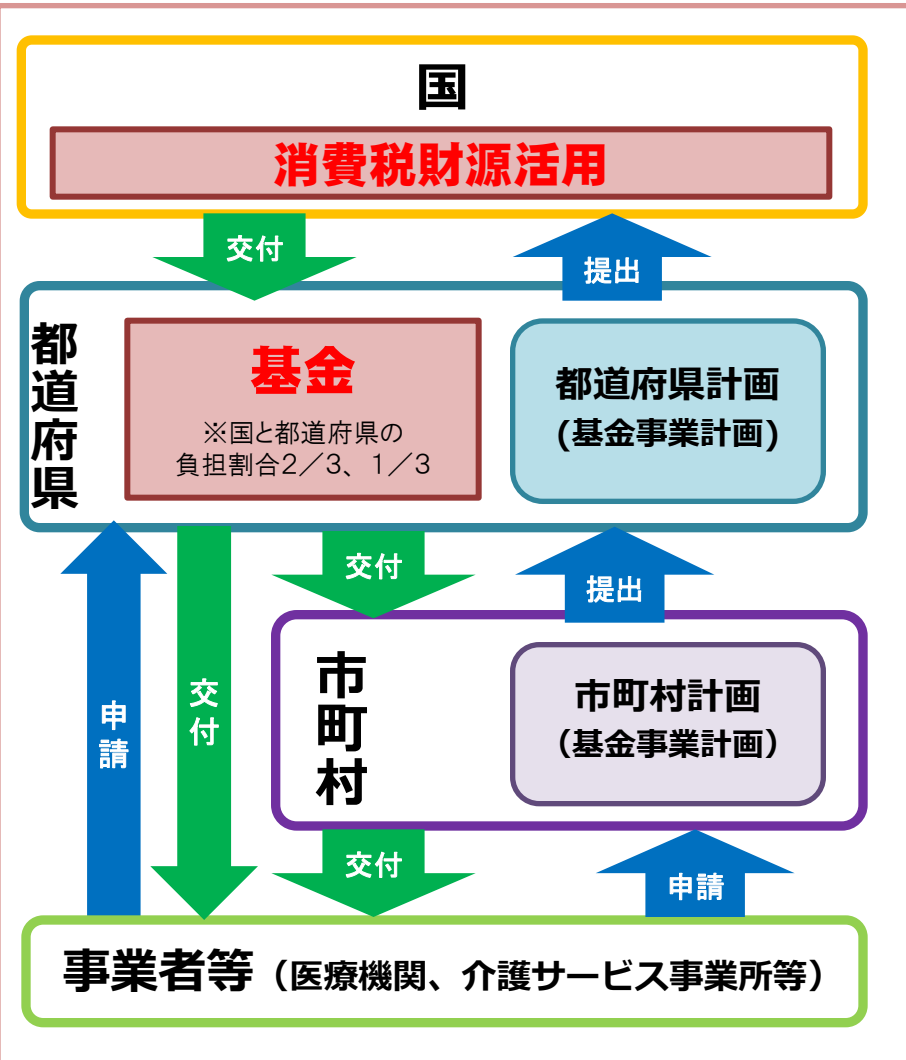 国
消費税財源活用
交付
提出
都道府県
基金
※国と都道府県の
負担割合2／3、1／3
都道府県計画
(基金事業計画)
交付
提出
申請
交付
市町村
市町村計画
（基金事業計画）
交付
申請
事業者等（医療機関、介護サービス事業所等）